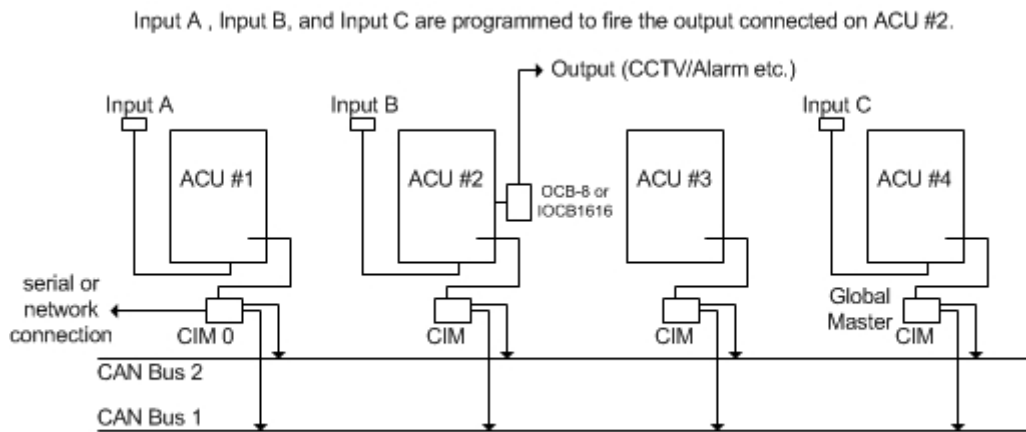 Input A , Input B, and Input C are programmed to fire the output connected on ACU #2.
Output (CCTV/Alarm etc.)
Input A
Input B
Input C
ACU #1
ACU #2
OCB-8 or
IOCB1616
ACU #3
ACU #4
serial or
network
connection
CIM 0
CIM
CIM
Global
Master
CIM
CAN Bus 2
CAN Bus 1